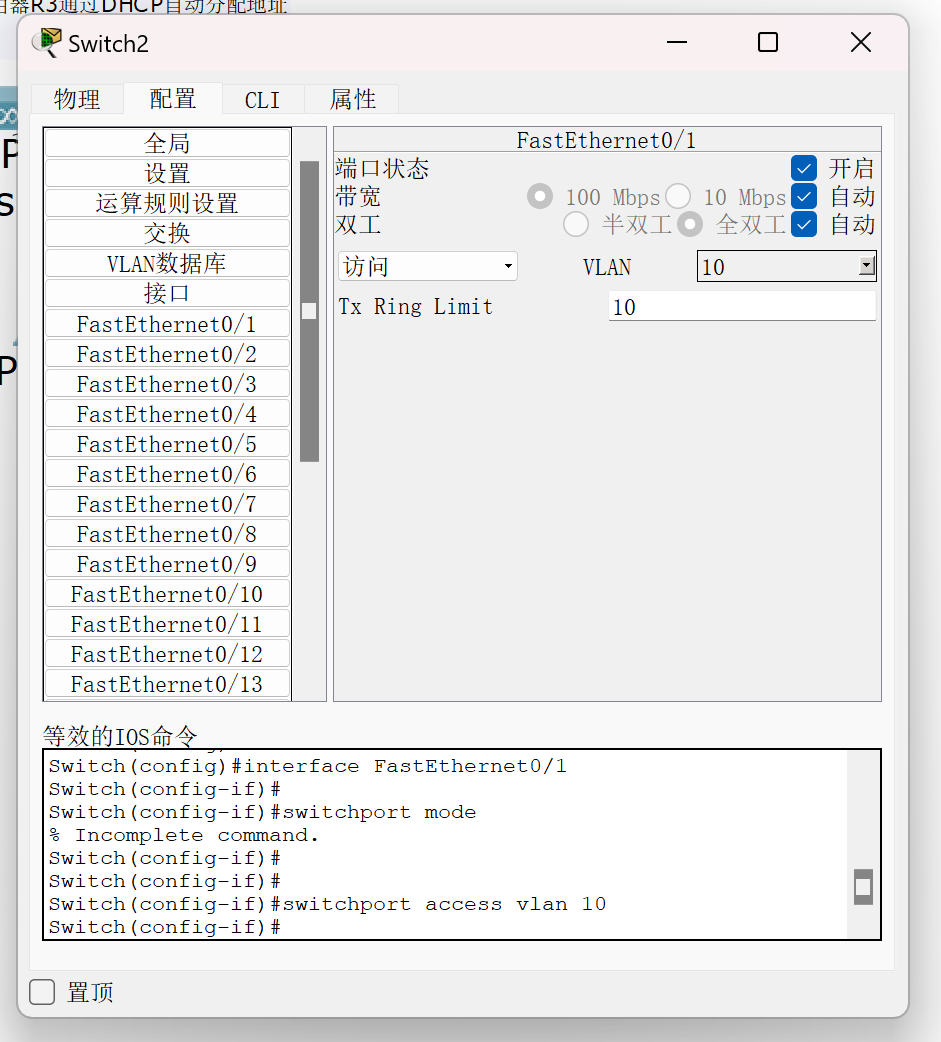 由器R3通过DHCP自动分配地址
Switch2
物理 配置 CLI 属性
全局
设置
运算规则设置
交换
VLAN数据库
接口
FastEthernet0/1
FastEthernet0/2
FastEthernet0/3
FastEthernet0/4
FastEthernet0/5
FastEthernet0/6
FastEthernet0/7
FastEthernet0/8
FastEthernet0/9
FastEthernet0/10
FastEthernet0/11
FastEthernet0/12
FastEthernet0/13
FastEthernet0/1
端口状态 开启
带宽 100 Mbps 10 Mbps 自动
双工 半双工 全双工 自动
访问 VLAN 10
Tx Ring Limit 10
等效的IOS命令
Switch(config)#interface FastEthernet0/1
Switch(config-if)#
Switch(config-if)#switchport mode
% Incomplete command.
Switch(config-if)#
Switch(config-if)#
Switch(config-if)#switchport access vlan 10
Switch(config-if)#
置顶
P
s
P